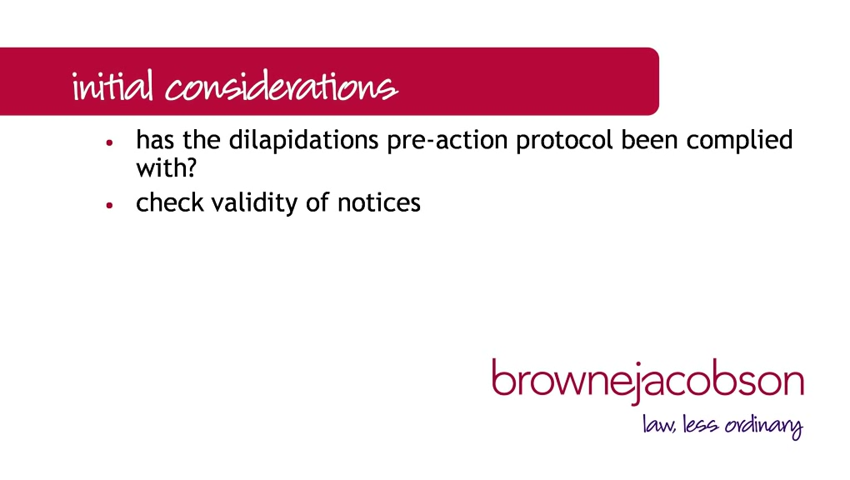 initial considerations
• has the dilapidations pre-action protocol been complied
with?
• check validity of notices
brownejacobson
law, less ordinary